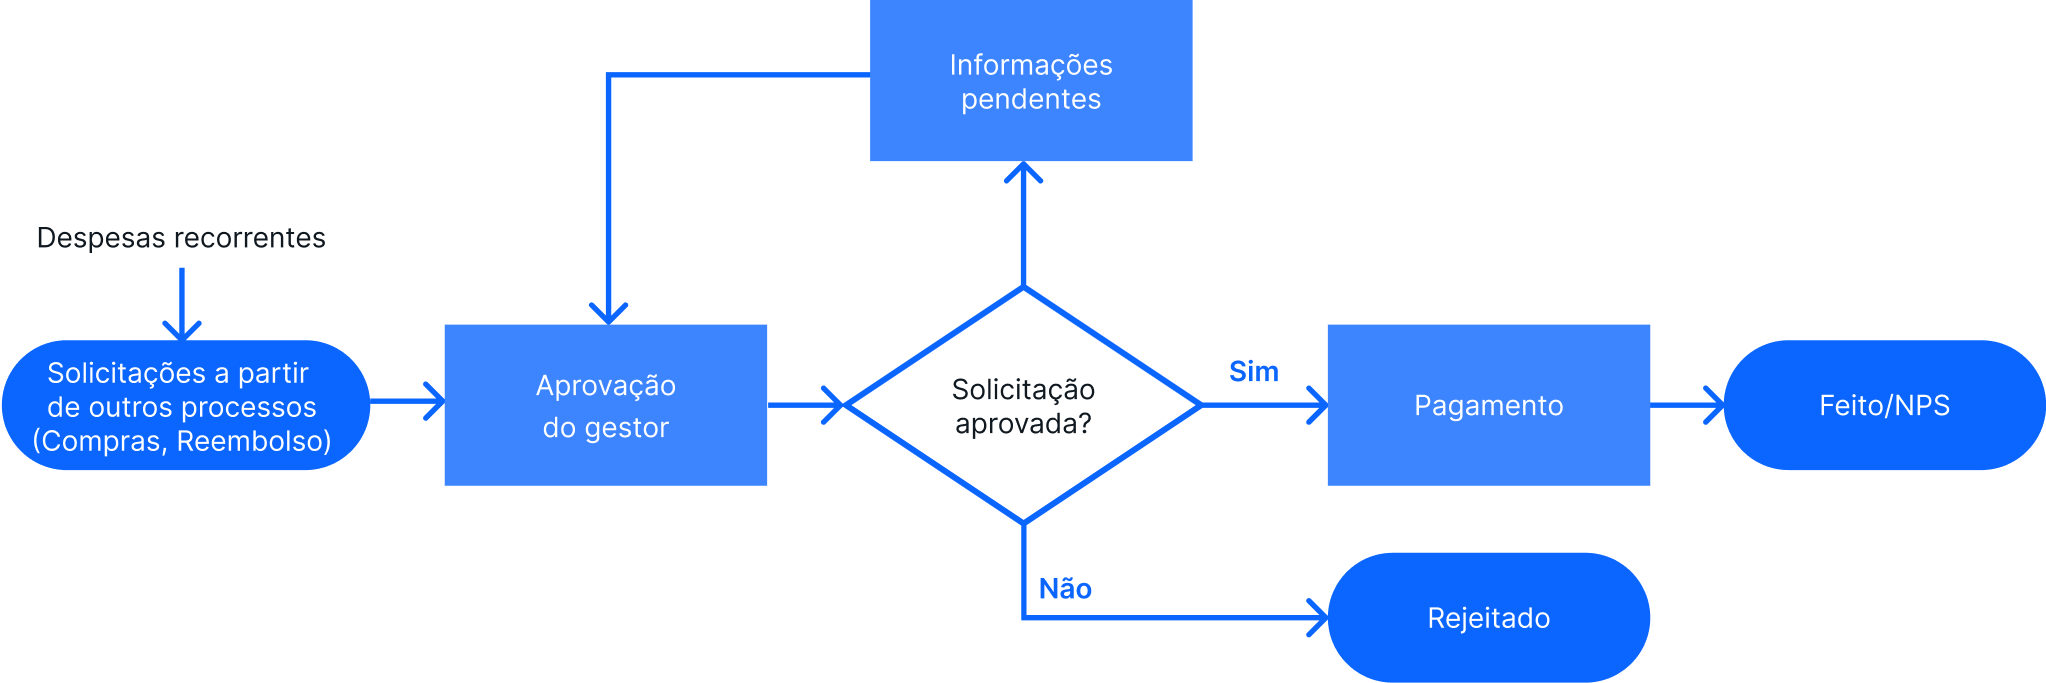 Informações
pendentes
Despesas recorrentes
Solicitações a partir
de outros processos
(Compras, Reembolso)
Aprovação
do gestor
Solicitação
aprovada?
Sim
Pagamento
Feito/NPS
Não
Rejeitado